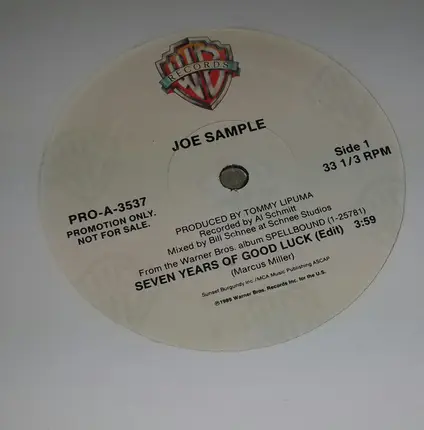 WB
RECORDS
JOE SAMPLE
Side 1
33 1/3 RPM
PRO-A-3537
PROMOTION ONLY.
NOT FOR SALE.
PRODUCED BY TOMMY LIPUMA
Recorded by Al Schmitt
Mixed by Bill Schnee at Schnee Studios
From the Warner Bros. album SPELLBOUND (1-25781)
SEVEN YEARS OF GOOD LUCK (Edit) 3:59
(Marcus Miller)
Sunset Burgundy Inc./MCA Music Publishing ASCAP
℗1989 Warner Bros. Records Inc. for the U.S.